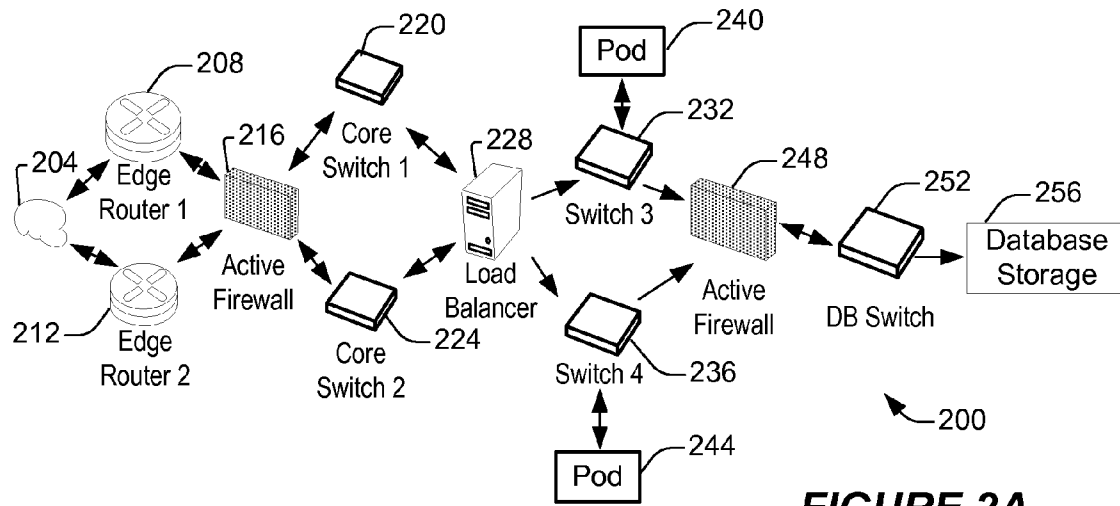 220
240
Pod
208
232
216
228
248
204
252
256
Core
Switch 1
Edge
Router 1
Switch 3
Database
Storage
Active
Firewall
Load
Balancer
Active
Firewall
DB Switch
212
Edge
Router 2
224
Core
Switch 2
Switch 4
236
200
Pod
244
FIGURE 2A